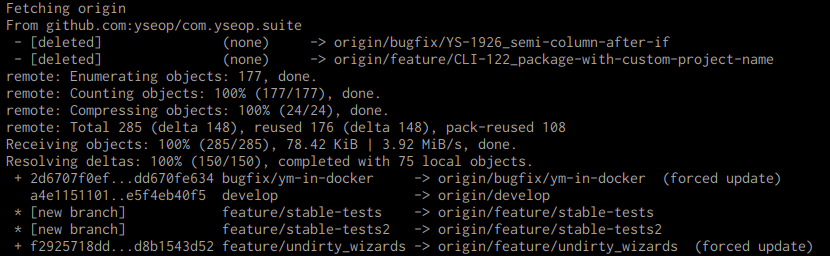 Fetching origin
From github.com:yseop/com.yseop.suite
 - [deleted]               (none)     -> origin/bugfix/YS-1926_semi-column-after-if
 - [deleted]               (none)     -> origin/feature/CLI-122_package-with-custom-project-name
remote: Enumerating objects: 177, done.
remote: Counting objects: 100% (177/177), done.
remote: Compressing objects: 100% (24/24), done.
remote: Total 285 (delta 148), reused 176 (delta 148), pack-reused 108
Receiving objects: 100% (285/285), 78.42 KiB | 3.92 MiB/s, done.
Resolving deltas: 100% (150/150), completed with 75 local objects.
 + 2d6707f0ef...dd670fe634 bugfix/ym-in-docker     -> origin/bugfix/ym-in-docker  (forced update)
   a4e1151101..e5f4eb40f5  develop                 -> origin/develop
 * [new branch]            feature/stable-tests    -> origin/feature/stable-tests
 * [new branch]            feature/stable-tests2   -> origin/feature/stable-tests2
 + f2925718dd...d8b1543d52 feature/undirty_wizards -> origin/feature/undirty_wizards  (forced update)